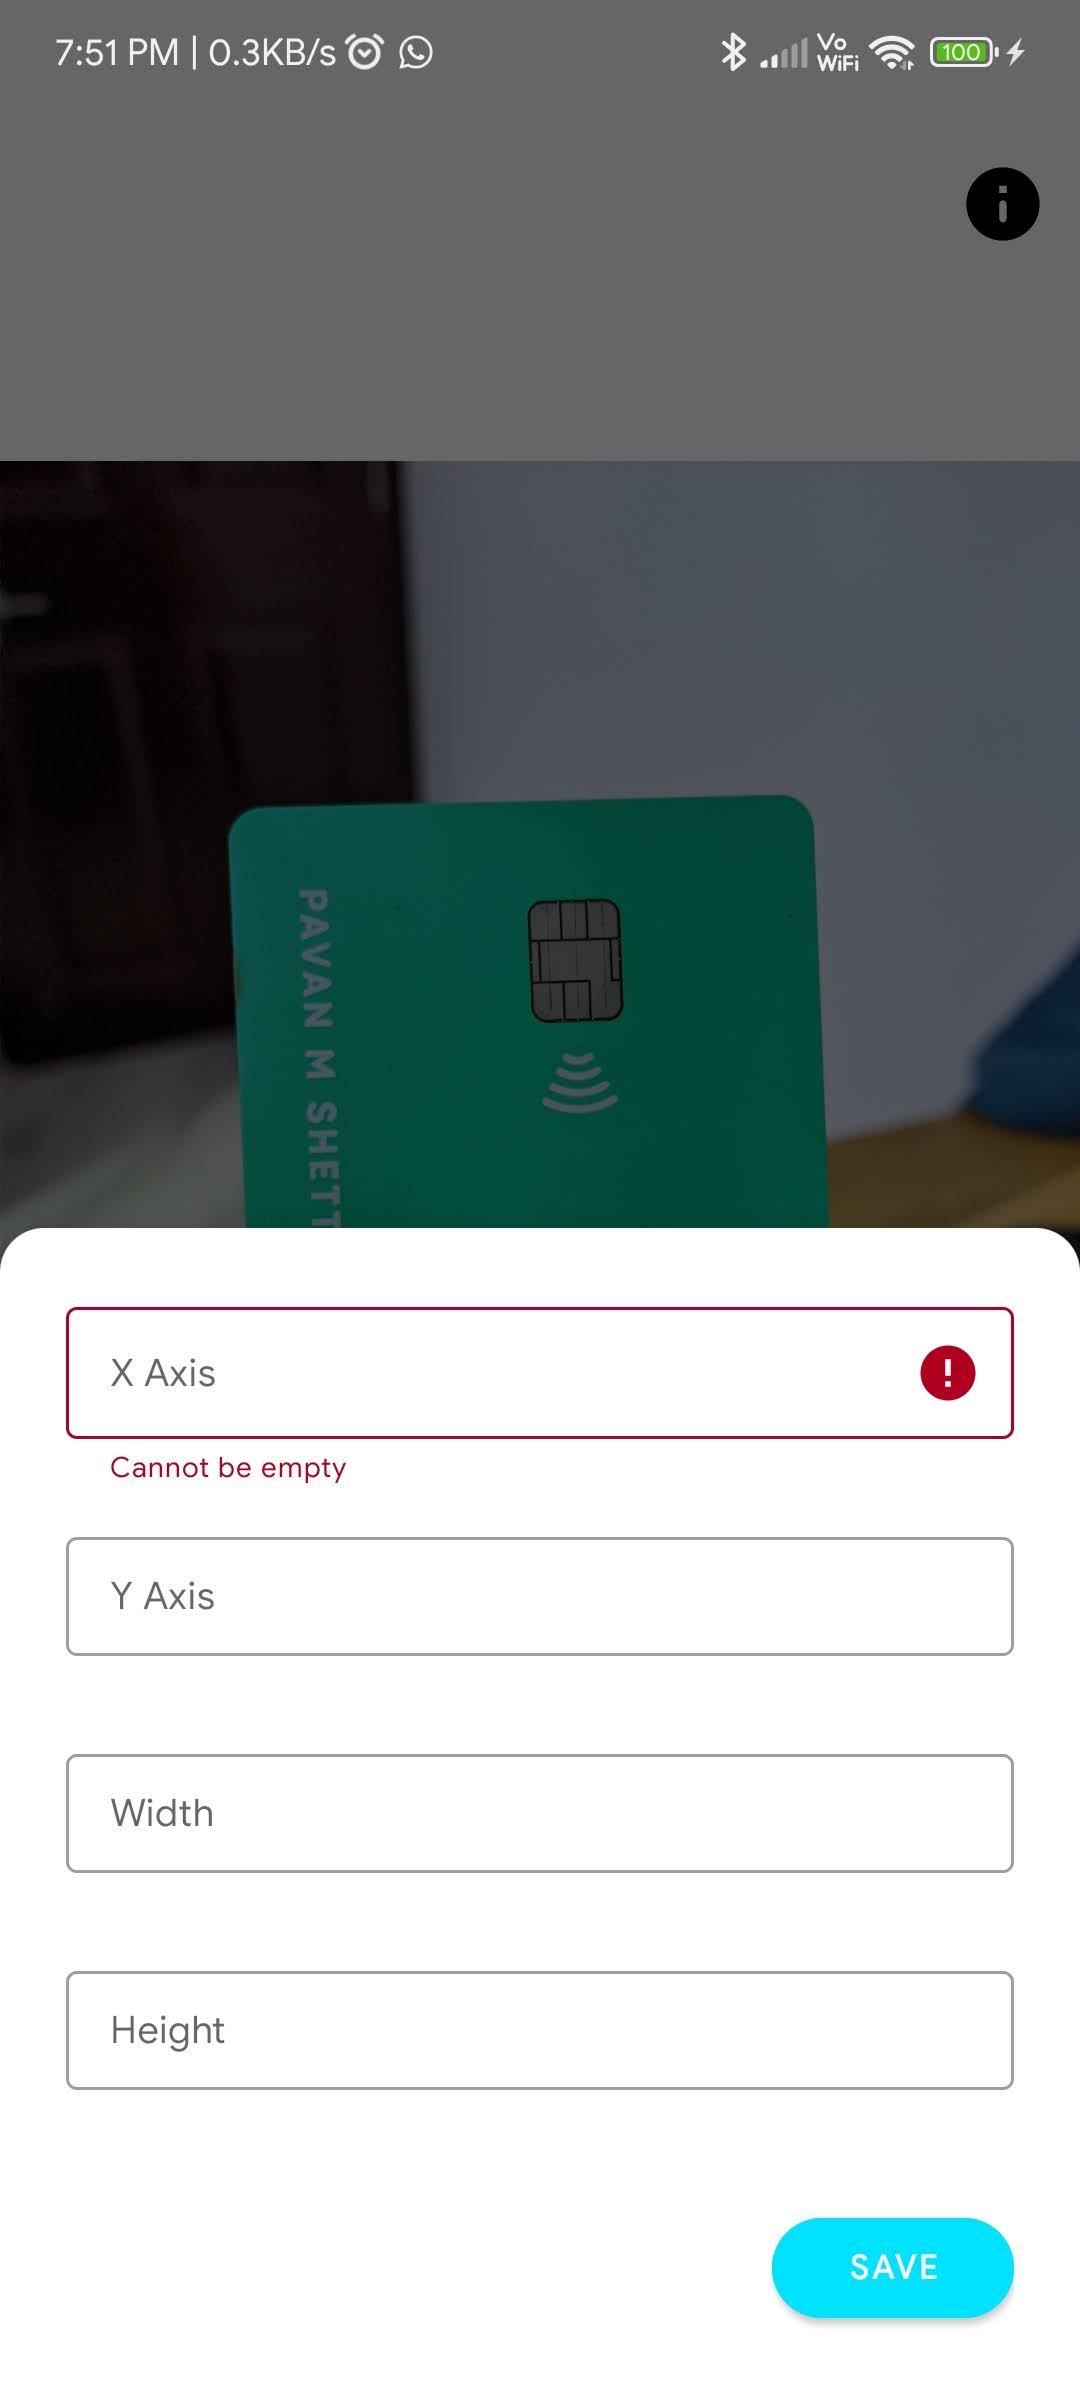 7:51 PM | 0.3KB/s
Vo
WiFi
100
PAVAN M SHETT
X Axis
Cannot be empty
Y Axis
Width
Height
SAVE